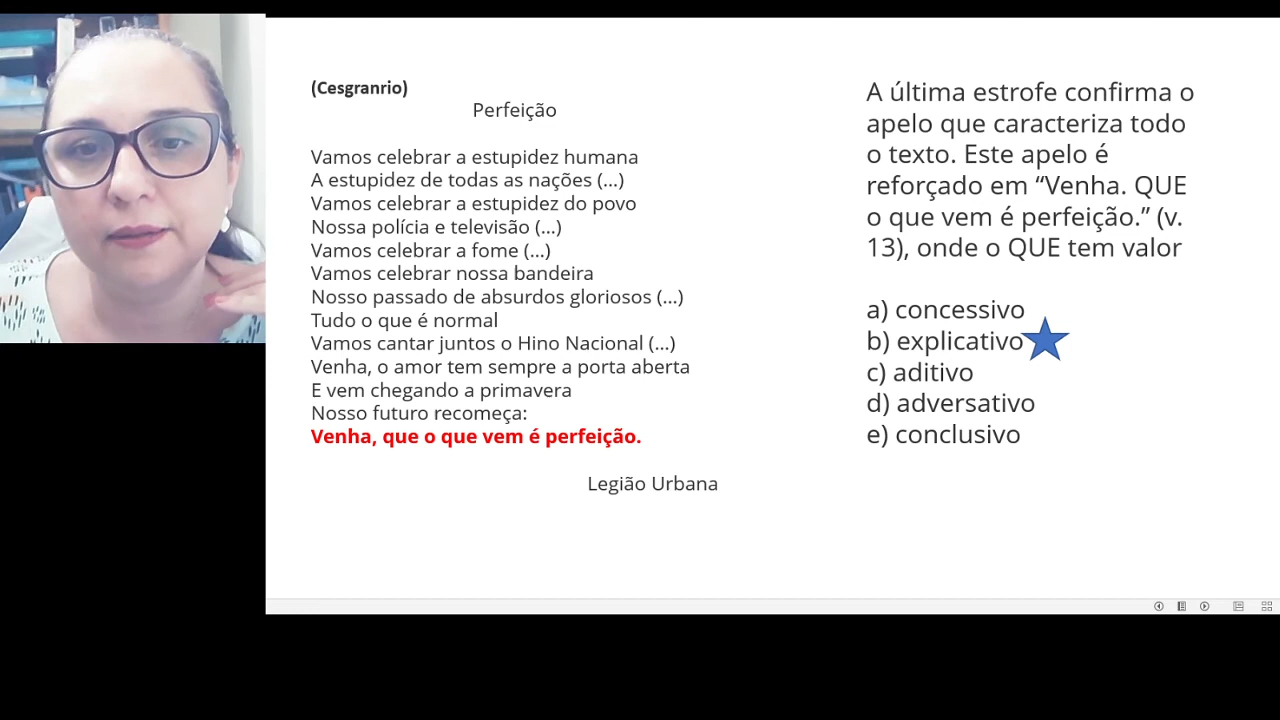 (Cesgranrio)
Perfeição
Vamos celebrar a estupidez humana
A estupidez de todas as nações (...)
Vamos celebrar a estupidez do povo
Nossa polícia e televisão (...)
Vamos celebrar a fome (...)
Vamos celebrar nossa bandeira
Nosso passado de absurdos gloriosos (...)
Tudo o que é normal
Vamos cantar juntos o Hino Nacional (...)
Venha, o amor tem sempre a porta aberta
E vem chegando a primavera
Nosso futuro recomeça:
Venha, que o que vem é perfeição.
Legião Urbana
A última estrofe confirma o
apelo que caracteriza todo
o texto. Este apelo é
reforçado em “Venha. QUE
o que vem é perfeição.” (v.
13), onde o QUE tem valor
a) concessivo
b) explicativo
c) aditivo
d) adversativo
e) conclusivo